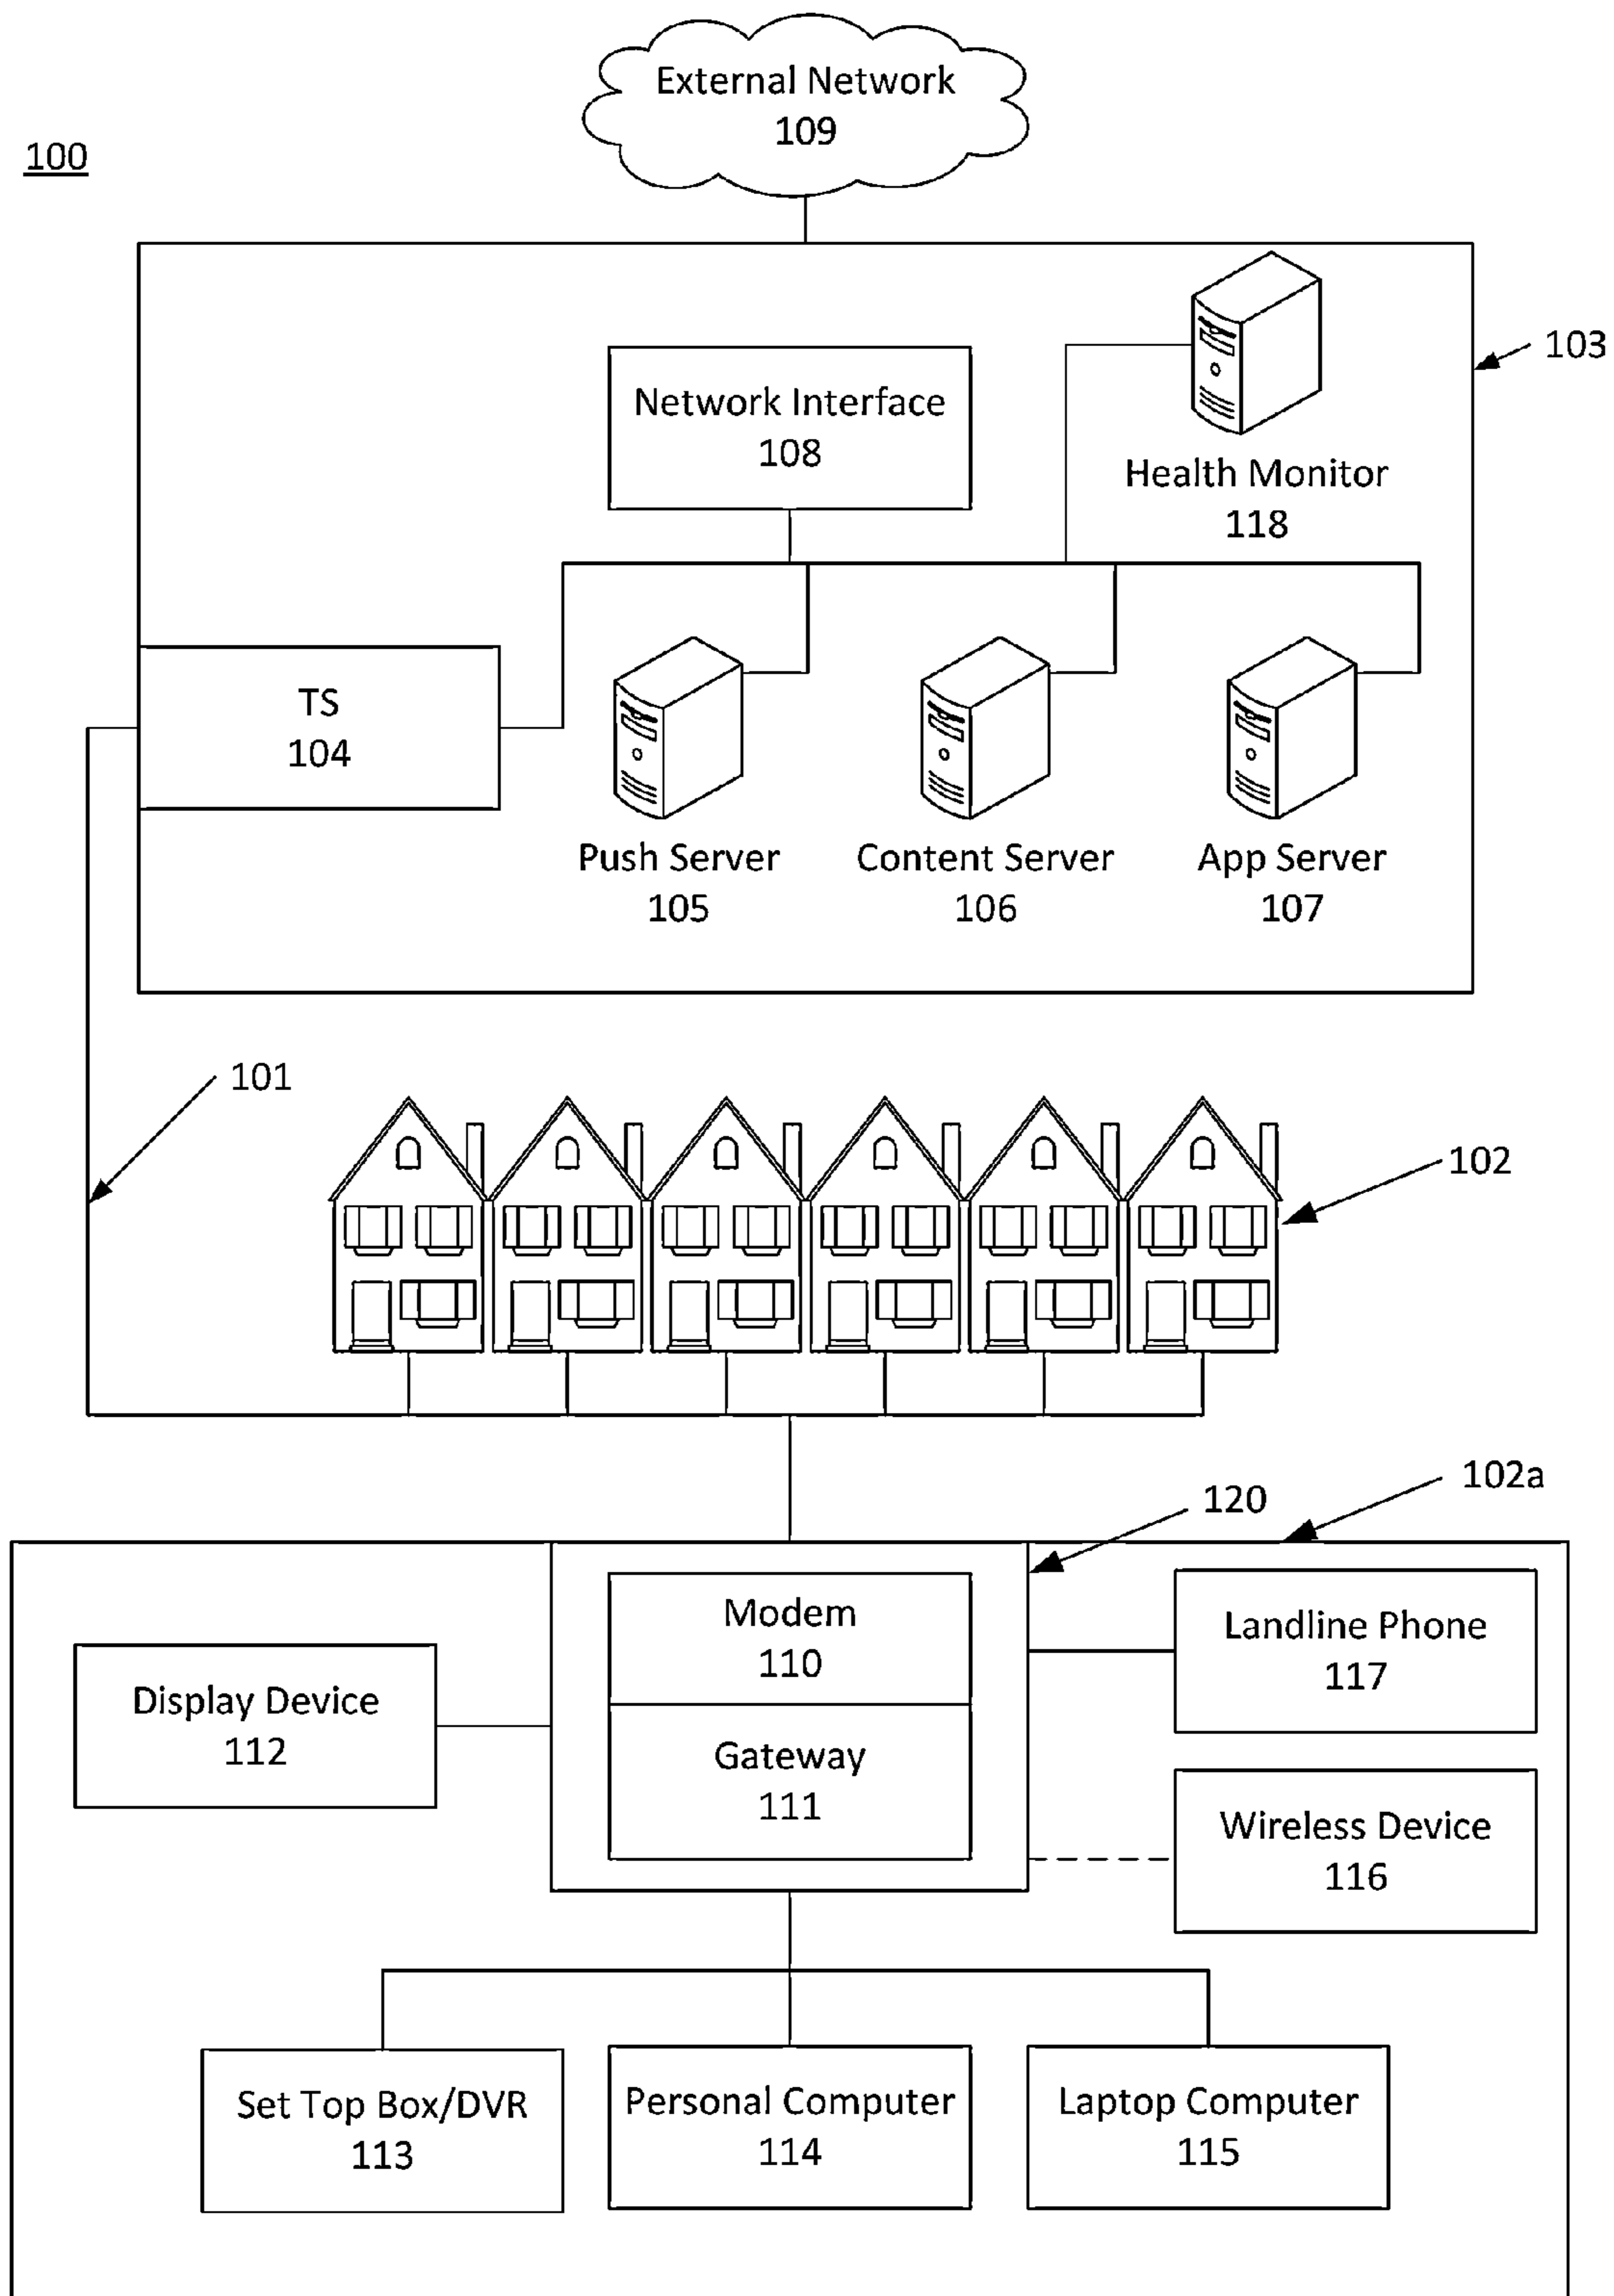 External Network
109
100
103
Network Interface
108
Health Monitor
118
TS
104
Push Server
105
Content Server
106
App Server
107
101
102
102a
120
Modem
110
Landline Phone
117
Display Device
112
Gateway
111
Wireless Device
116
Set Top Box/DVR
113
Personal Computer
114
Laptop Computer
115